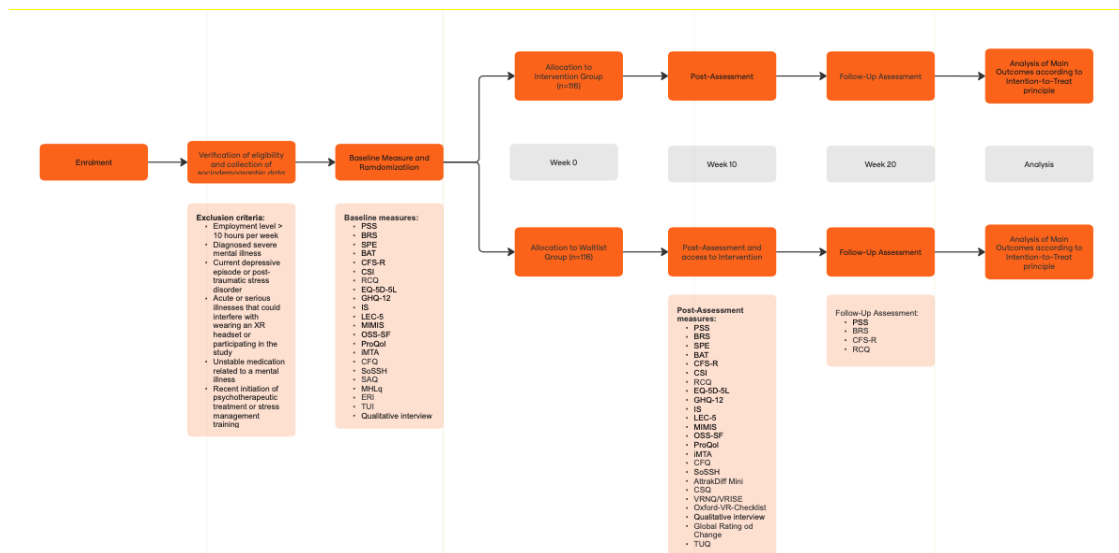 Enrolment
Verification of eligibility
and collection of
sociodemographic data
Exclusion criteria:
• Employment level >
10 hours per week
• Diagnosed severe
mental illness
• Current depressive
episode or post-
traumatic stress
disorder
• Acute or serious
illnesses that could
interfere with
wearing an XR
headset or
participating in the
study
• Unstable medication
related to a mental
illness
• Recent initiation of
psychotherapeutic
treatment or stress
management
training
Baseline Measure and
Ramdomizatiion
Baseline measures:
• PSS
• BRS
• SPE
• BAT
• CFS-R
• CSI
• RCQ
• EQ-5D-5L
• GHQ-12
• IS
• LEC-5
• MIMIS
• OSS-SF
• ProQol
• iMTA
• CFQ
• SoSSH
• SAQ
• MHLq
• ERI
• TUI
• Qualitative interview
Allocation to
Intervention Group
(n=116)
Post-Assessment
Follow-Up Assessment
Analysis of Main
Outcomes according to
Intention-to-Treat
principle
Week 0
Week 10
Week 20
Analysis
Allocation to Waitlist
Group (n=116)
Post-Assessment and
access to Intervention
Follow-Up Assessment
Analysis of Main
Outcomes according to
Intention-to-Treat
principle
Post-Assessment
measures:
• PSS
• BRS
• SPE
• BAT
• CFS-R
• CSI
• RCQ
• EQ-5D-5L
• GHQ-12
• IS
• LEC-5
• MIMIS
• OSS-SF
• ProQol
• iMTA
• CFQ
• SoSSH
• AttrakDiff Mini
• CSQ
• VRNQ/VRISE
• Oxford-VR-Checklist
• Qualitative interview
• Global Rating od
Change
• TUQ
Follow-Up Assessment:
• PSS
• BRS
• CFS-R
• RCQ